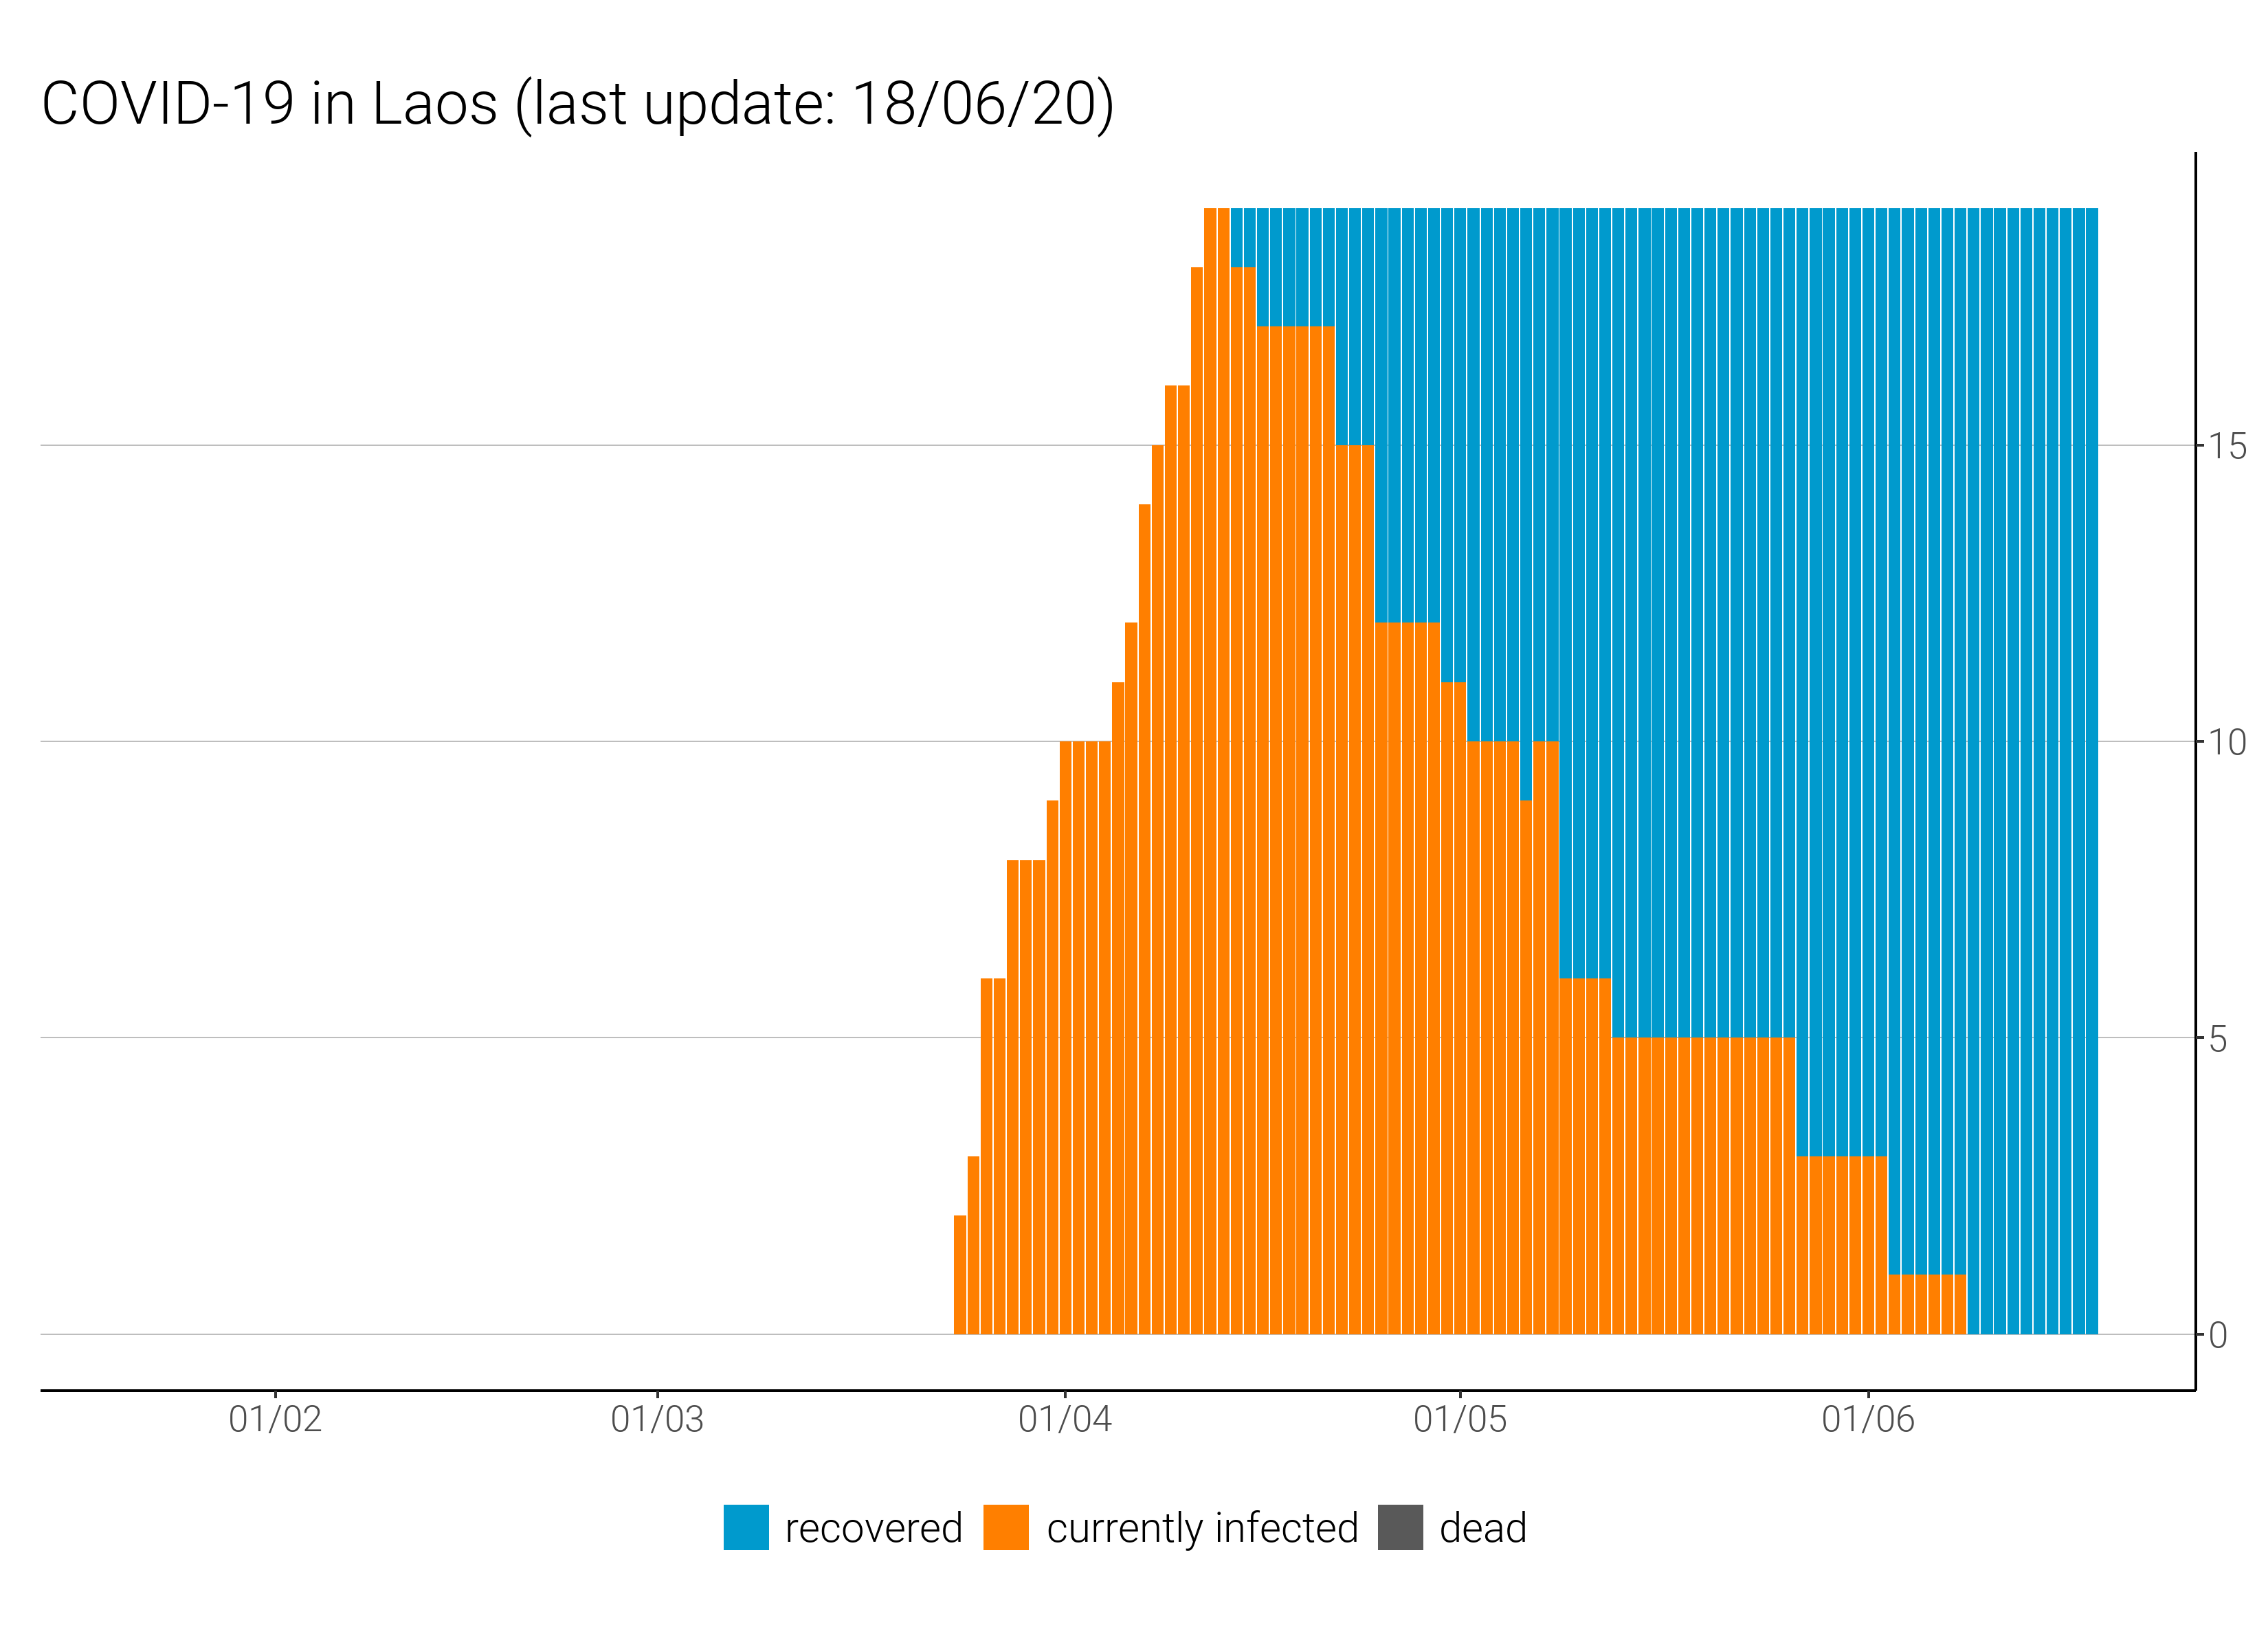 COVID-19 in Laos (last update: 18/06/20)
15
10
5
0
01/02 01/03 01/04 01/05 01/06
recovered currently infected dead